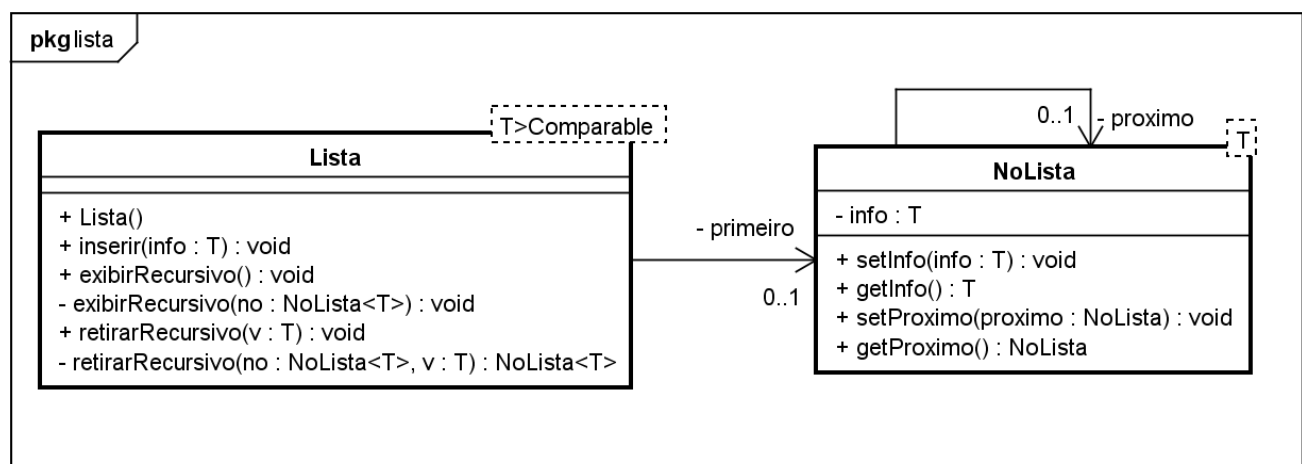 pkg lista
T>Comparable
Lista
+ Lista()
+ inserir(info : T) : void
+ exibirRecursivo() : void
- exibirRecursivo(no : NoLista<T>) : void
+ retirarRecursivo(v : T) : void
- retirarRecursivo(no : NoLista<T>, v : T) : NoLista<T>
- primeiro
0..1
0..1
- proximo
T
NoLista
- info : T
+ setInfo(info : T) : void
+ getInfo() : T
+ setProximo(proximo : NoLista) : void
+ getProximo() : NoLista